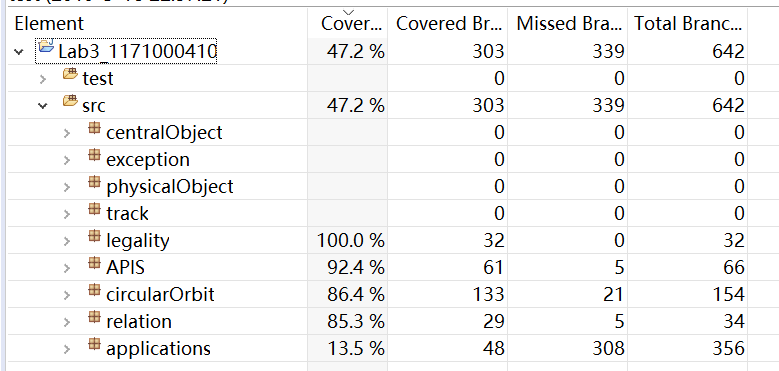 Element Cover... Covered Br... Missed Bra... Total Branc...
Lab3_1171000410 47.2 % 303 339 642
test 0 0 0
src 47.2 % 303 339 642
centralObject 0 0 0
exception 0 0 0
physicalObject 0 0 0
track 0 0 0
legality 100.0 % 32 0 32
APIS 92.4 % 61 5 66
circularOrbit 86.4 % 133 21 154
relation 85.3 % 29 5 34
applications 13.5 % 48 308 356